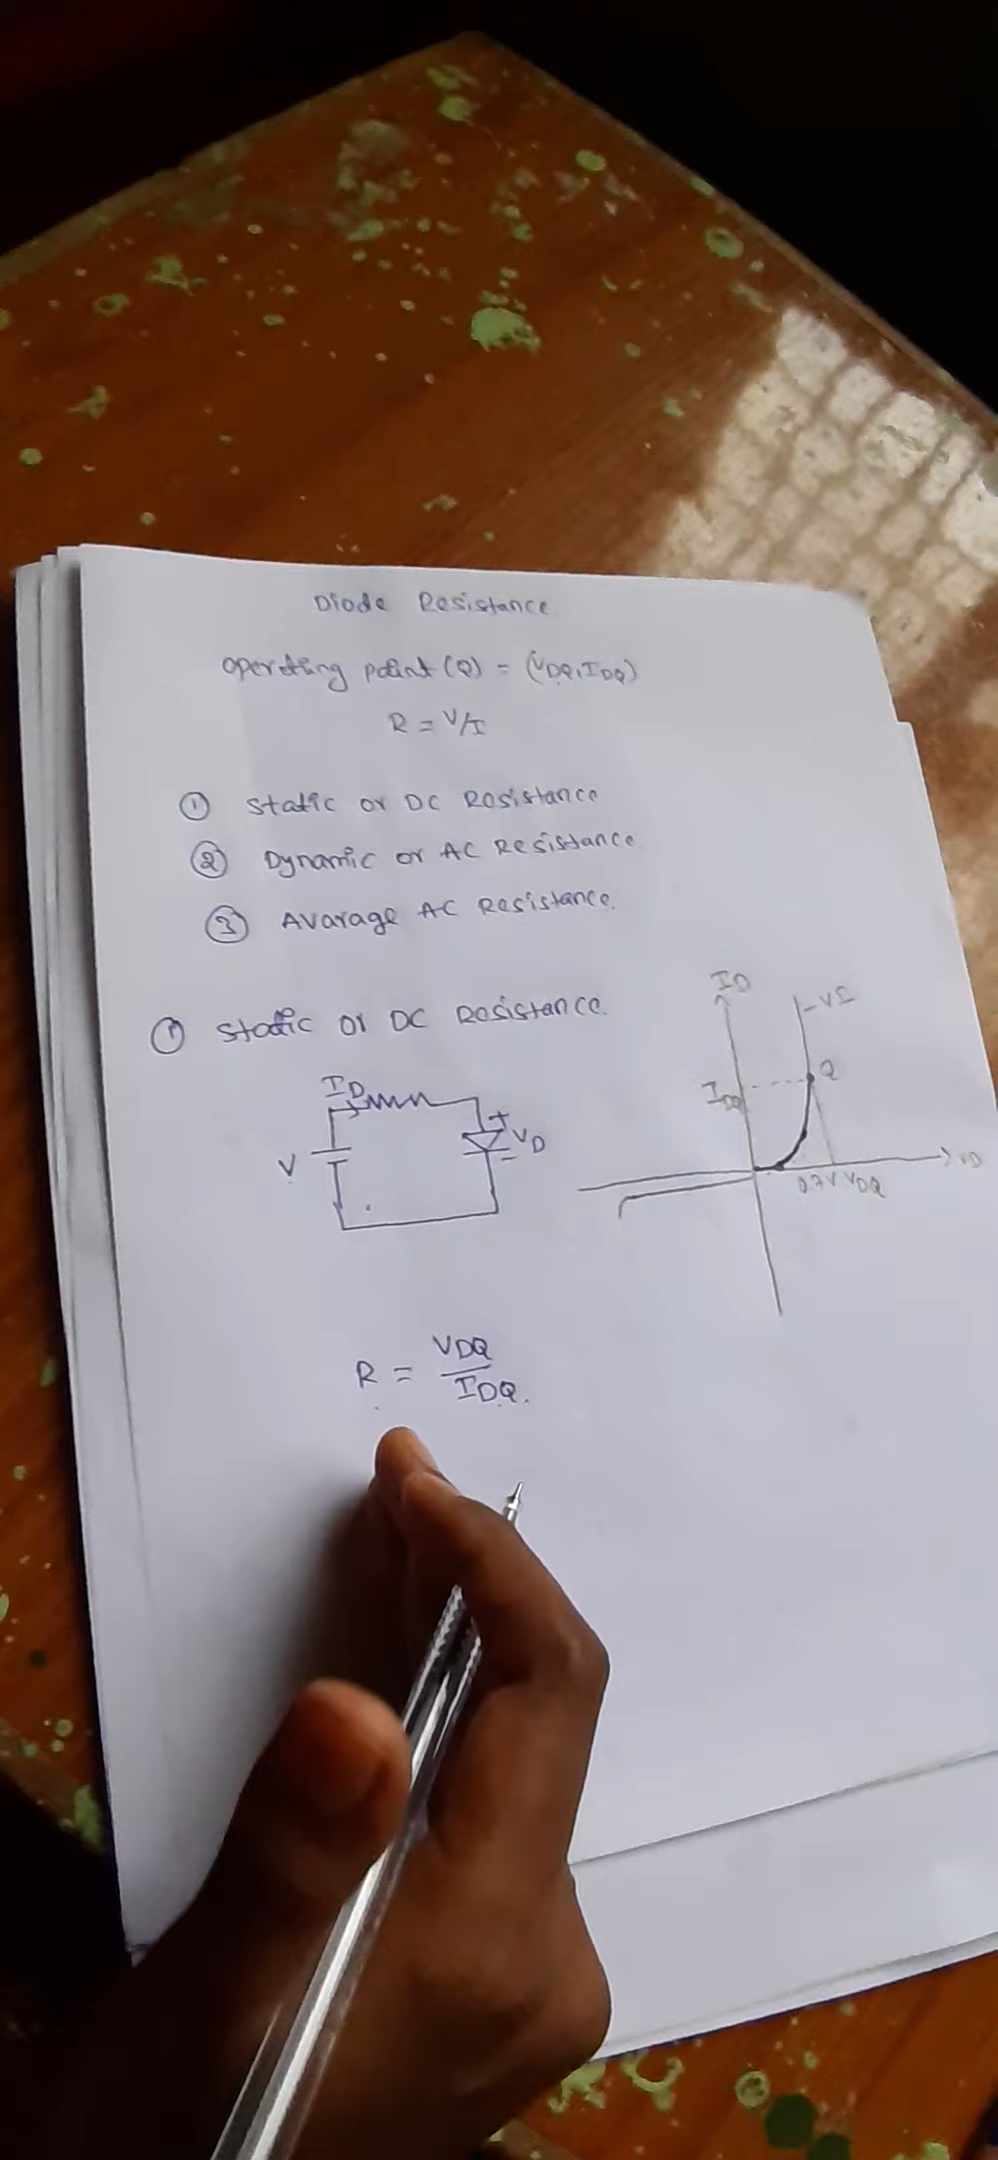 Diode Resistance
Operating point (Q) = (VDQ, IDQ)
R = V/I
① Static or DC Resistance
② Dynamic or AC Resistance.
③ Avarage AC Resistance.
① Static or DC Resistance.
ID
V
+
VD
-
ID
VI
Q
IDQ
0.7V VDQ
VD
R = VDQ / IDQ.